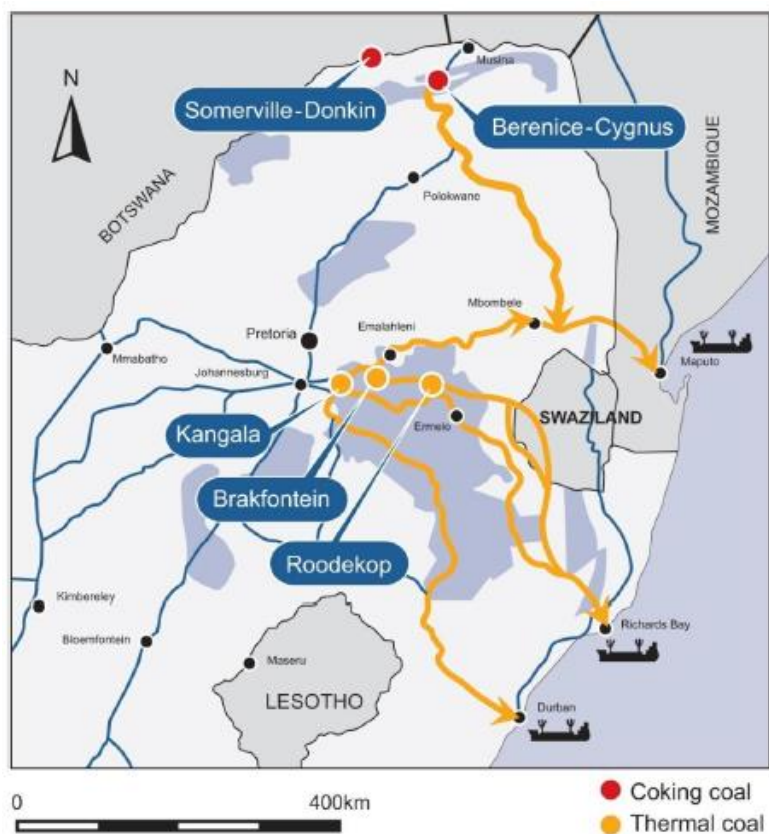 N
Musina
Somerville-Donkin
Berenice-Cygnus
BOTSWANA
MOZAMBIQUE
Polokwane
Mbombele
Pretoria
Emalahleni
Mmabatho
Johannesburg
Maputo
Kangala
Ermelo
SWAZILAND
Brakfontein
Roodekop
Kimbereley
Richards Bay
Bloemfontein
Maseru
LESOTHO
Durban
0 400km
Coking coal
Thermal coal